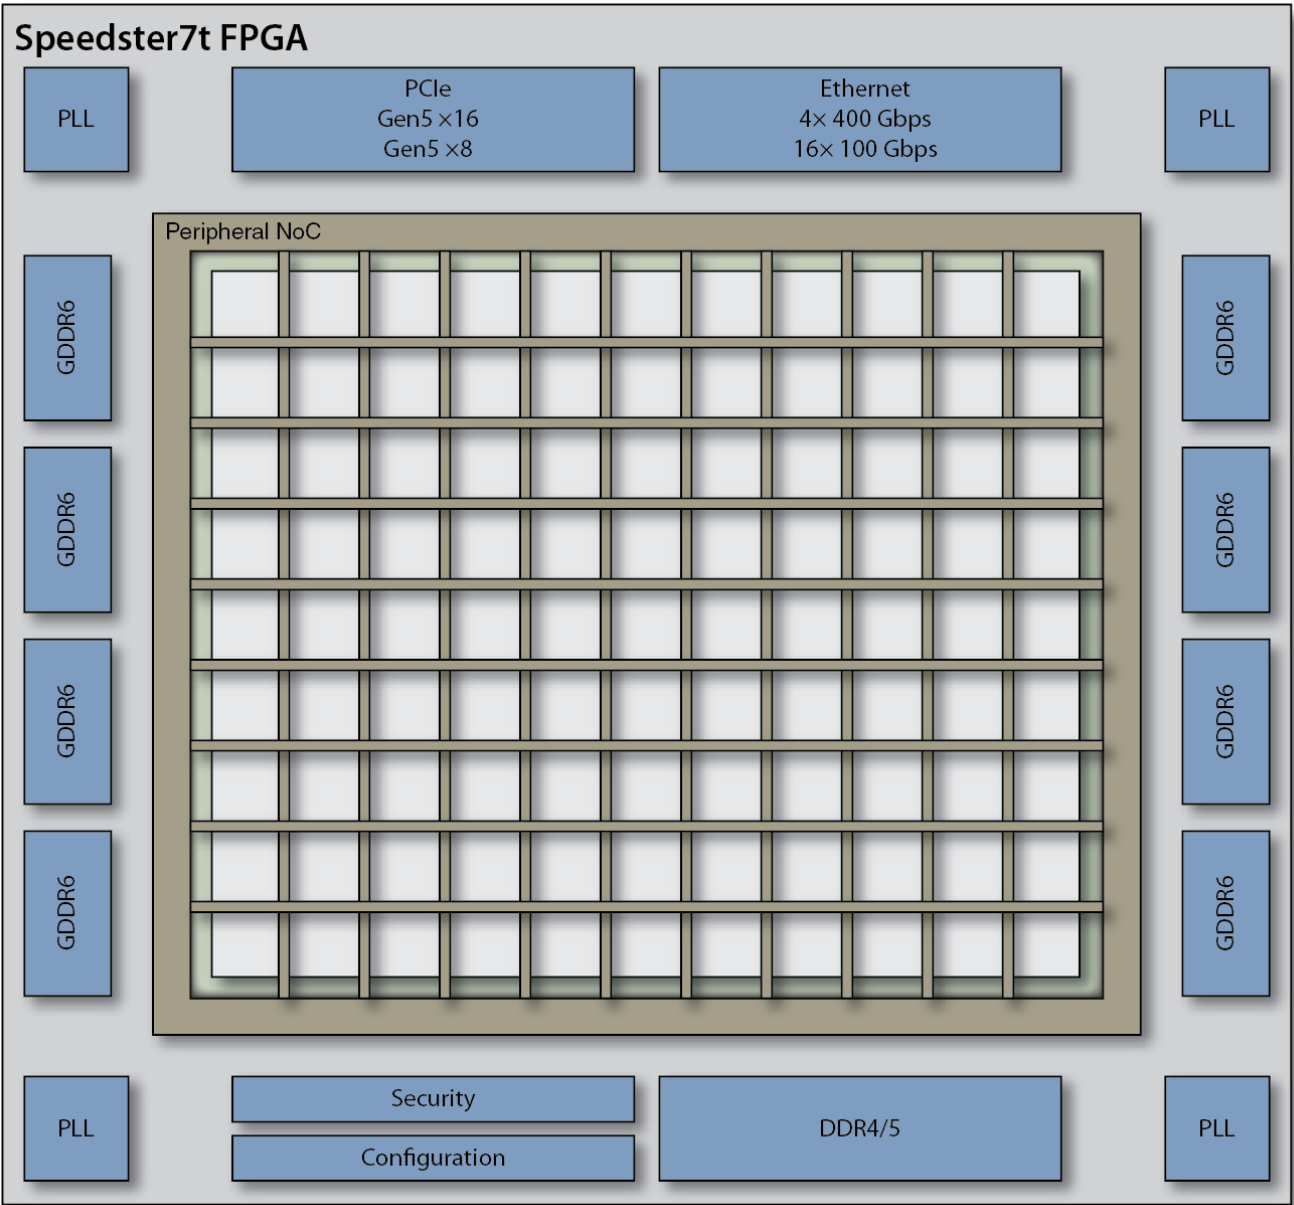 Speedster7t FPGA
PLL
PCIe
Gen5 ×16
Gen5 ×8
Ethernet
4× 400 Gbps
16× 100 Gbps
PLL
Peripheral NoC
GDDR6
GDDR6
GDDR6
GDDR6
GDDR6
GDDR6
GDDR6
GDDR6
PLL
Security
Configuration
DDR4/5
PLL